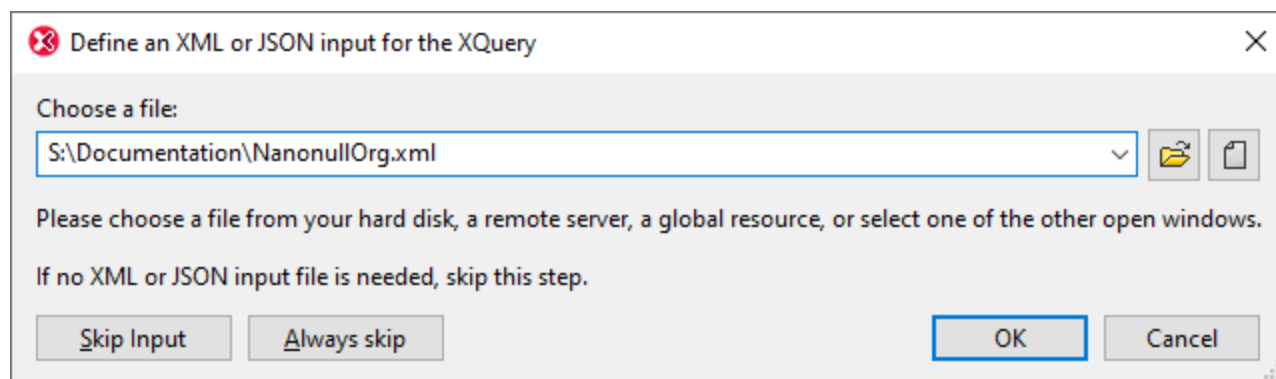 Define an XML or JSON input for the XQuery
Choose a file:
S:\Documentation\NanonullOrg.xml
Please choose a file from your hard disk, a remote server, a global resource, or select one of the other open windows.
If no XML or JSON input file is needed, skip this step.
Skip Input
Always skip
OK
Cancel